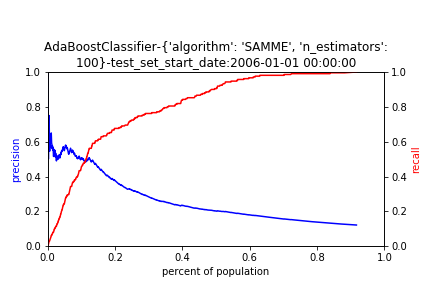 AdaBoostClassifier-{'algorithm': 'SAMME', 'n_estimators':
100}-test_set_start_date:2006-01-01 00:00:00
1.0
0.8
0.6
0.4
0.2
0.0
precision
1.0
0.8
0.6
0.4
0.2
0.0
recall
0.0 0.2 0.4 0.6 0.8 1.0
percent of population